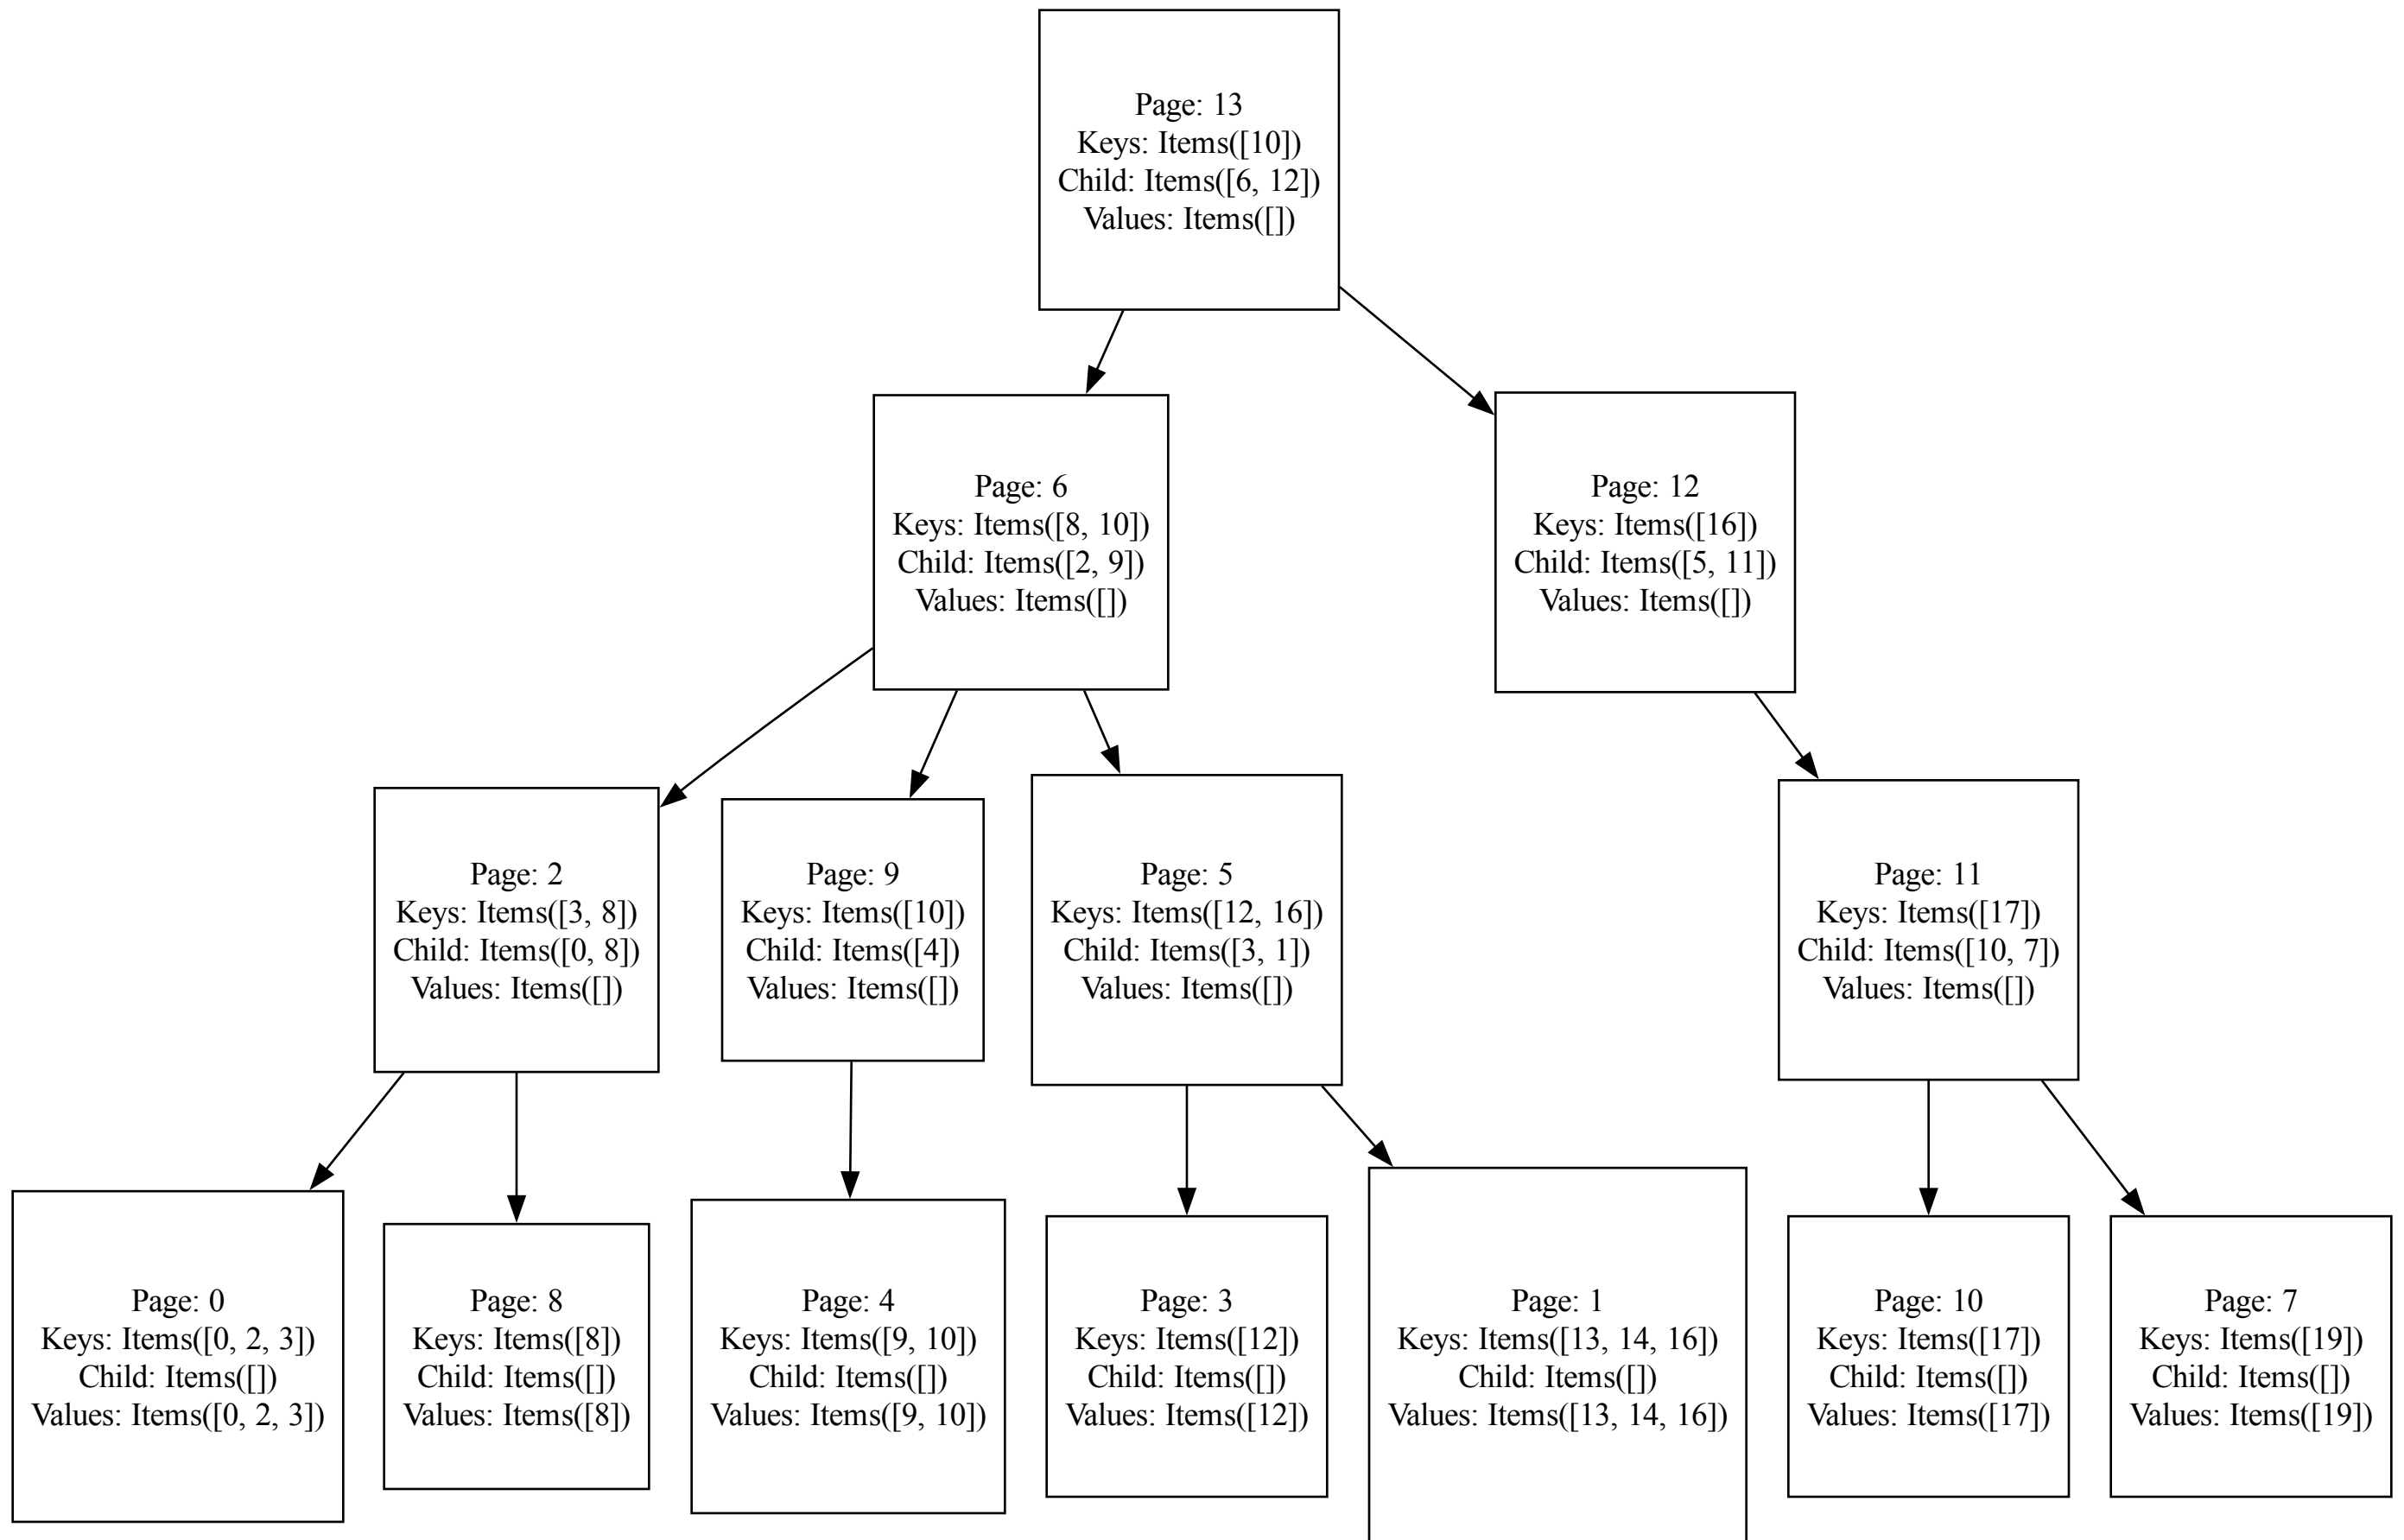 Page: 13
Keys: Items([10])
Child: Items([6, 12])
Values: Items([])
Page: 6
Keys: Items([8, 10])
Child: Items([2, 9])
Values: Items([])
Page: 12
Keys: Items([16])
Child: Items([5, 11])
Values: Items([])
Page: 2
Keys: Items([3, 8])
Child: Items([0, 8])
Values: Items([])
Page: 9
Keys: Items([10])
Child: Items([4])
Values: Items([])
Page: 5
Keys: Items([12, 16])
Child: Items([3, 1])
Values: Items([])
Page: 11
Keys: Items([17])
Child: Items([10, 7])
Values: Items([])
Page: 0
Keys: Items([0, 2, 3])
Child: Items([])
Values: Items([0, 2, 3])
Page: 8
Keys: Items([8])
Child: Items([])
Values: Items([8])
Page: 4
Keys: Items([9, 10])
Child: Items([])
Values: Items([9, 10])
Page: 3
Keys: Items([12])
Child: Items([])
Values: Items([12])
Page: 1
Keys: Items([13, 14, 16])
Child: Items([])
Values: Items([13, 14, 16])
Page: 10
Keys: Items([17])
Child: Items([])
Values: Items([17])
Page: 7
Keys: Items([19])
Child: Items([])
Values: Items([19])